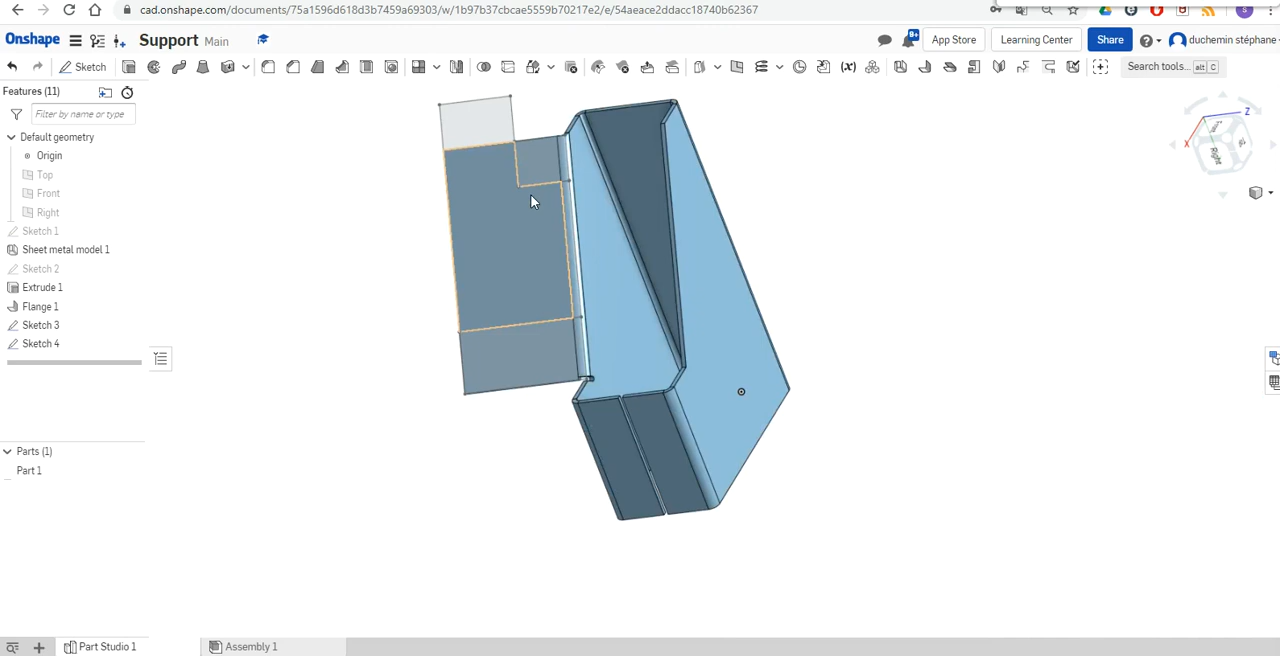 cad.onshape.com/documents/75a1596d618d3b7459a69303/w/1b97b37cbcae5559b70217e2/e/54aeace2ddacc18740b62367
Onshape Support Main 9+ App Store Learning Center Share duchemin stéphane
Sketch Search tools... alt C
Features (11)
Filter by name or type
Default geometry
Origin
Top
Front
Right
Sketch 1
Sheet metal model 1
Sketch 2
Extrude 1
Flange 1
Sketch 3
Sketch 4
Parts (1)
Part 1
Z
X
Right
Part Studio 1 Assembly 1